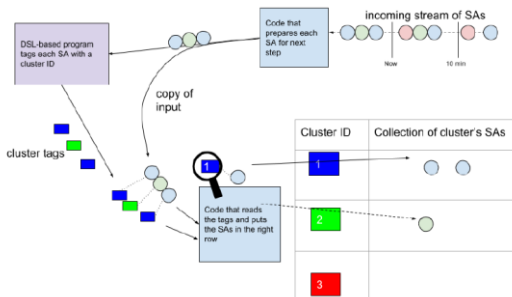 incoming stream of SAs
Code that
prepares each
SA for next
step
DSL-based program
tags each SA with a
cluster ID
Now
10 min
copy of
input
cluster tags
Cluster ID
Collection of cluster's SAs
1
1
Code that reads
the tags and puts
the SAs in the right
row
2
3